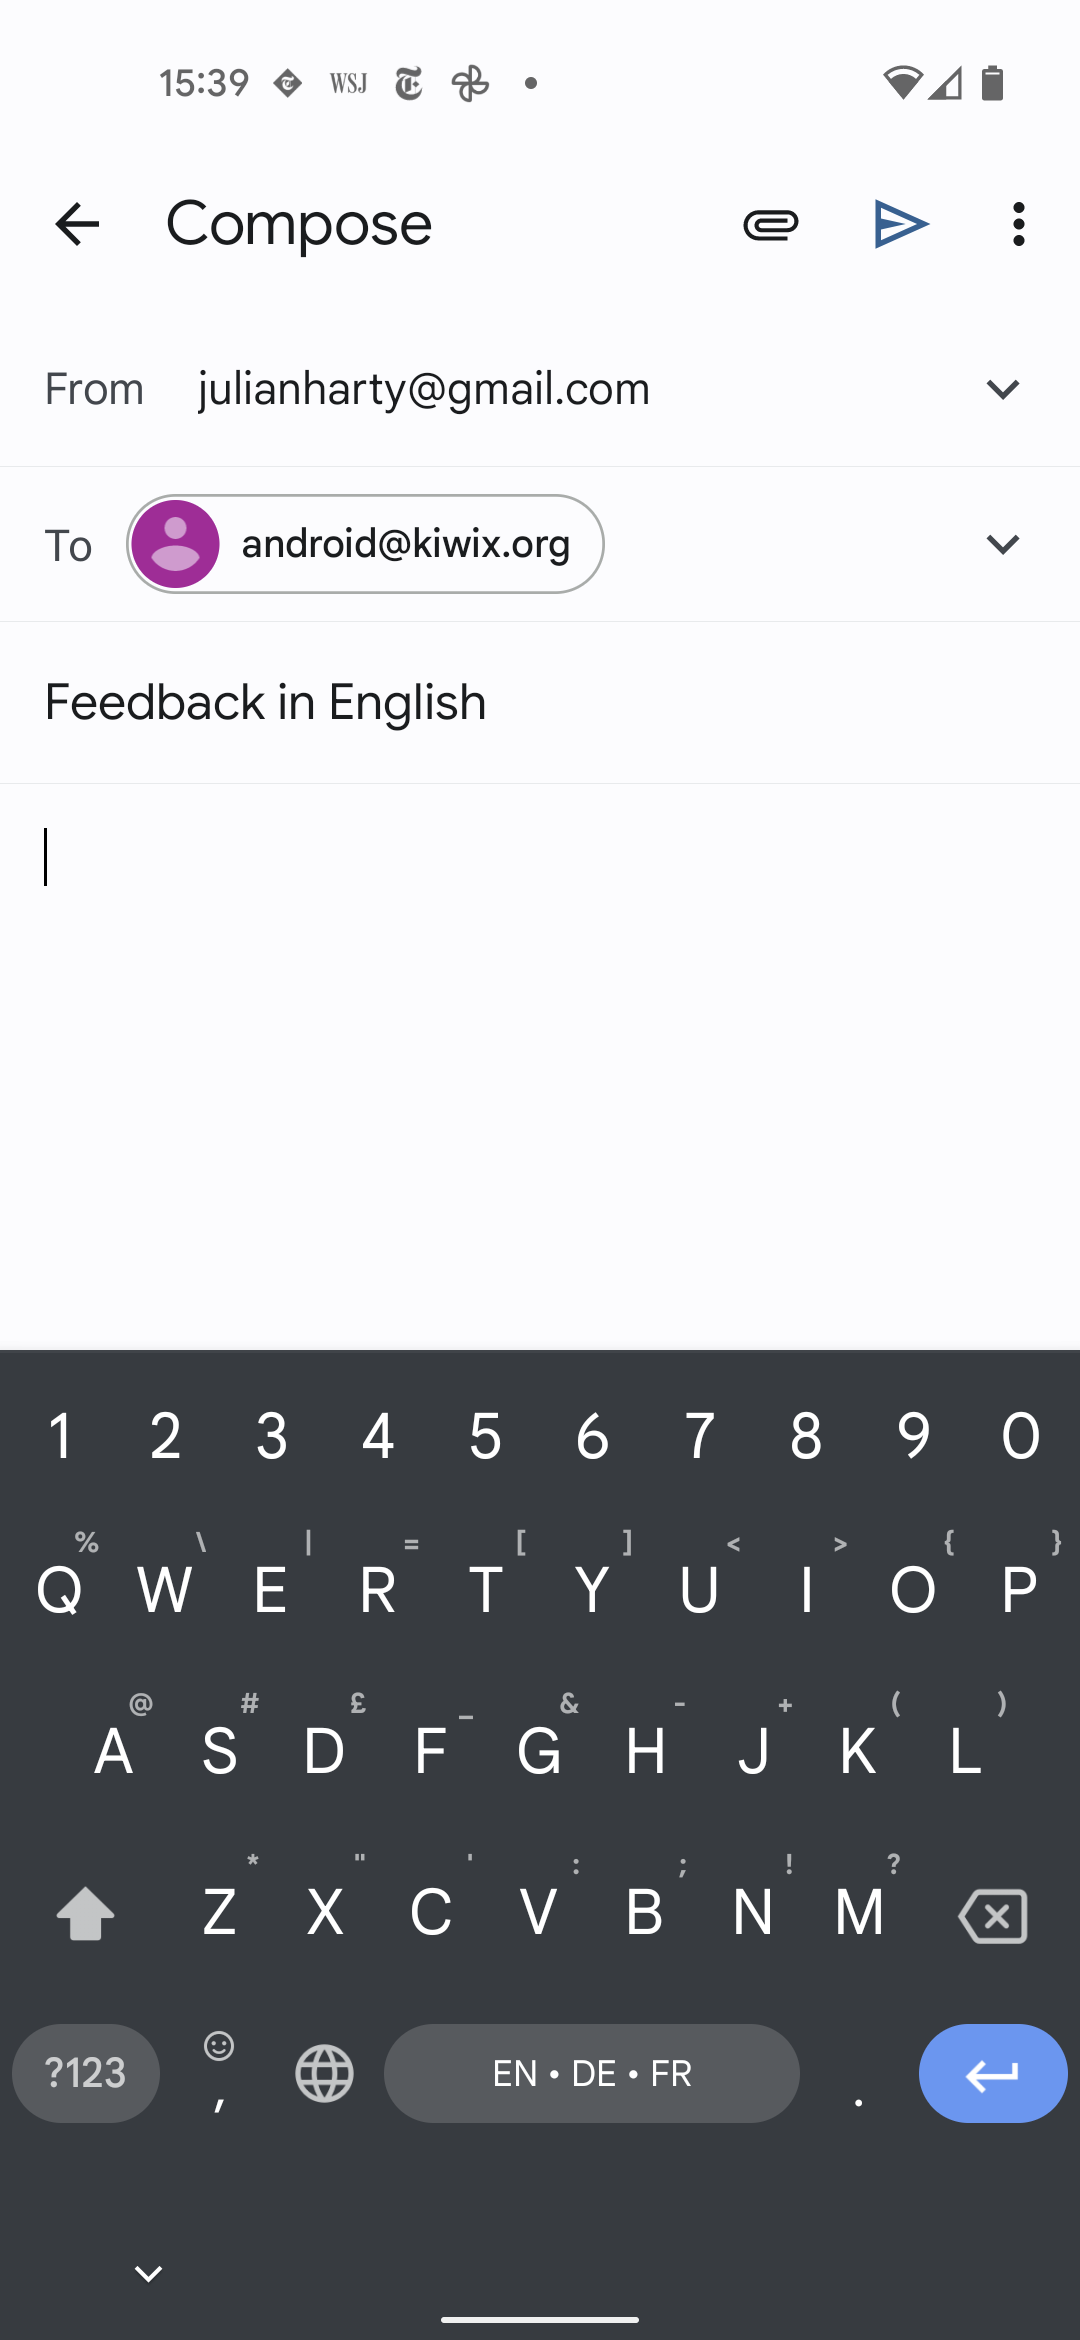 15:39 WSJ
Compose
From julianharty@gmail.com
To android@kiwix.org
Feedback in English
1 2 3 4 5 6 7 8 9 0
% \ | = [ ] < > { }
Q W E R T Y U I O P
@ # £ _ & - + ( )
A S D F G H J K L
* " ' : ; ! ?
Z X C V B N M
?123 , EN • DE • FR .